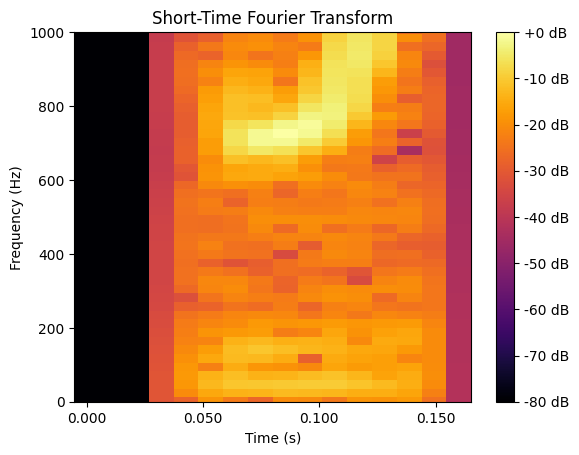 Short-Time Fourier Transform
1000
800
600
400
200
0
Frequency (Hz)
0.000
0.050
0.100
0.150
Time (s)
+0 dB
-10 dB
-20 dB
-30 dB
-40 dB
-50 dB
-60 dB
-70 dB
-80 dB